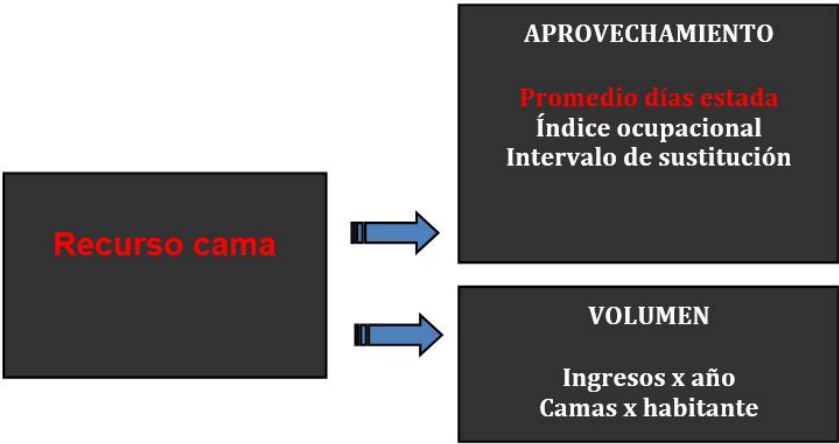 Recurso cama
APROVECHAMIENTO
Promedio días estada
Índice ocupacional
Intervalo de sustitución
VOLUMEN
Ingresos x año
Camas x habitante